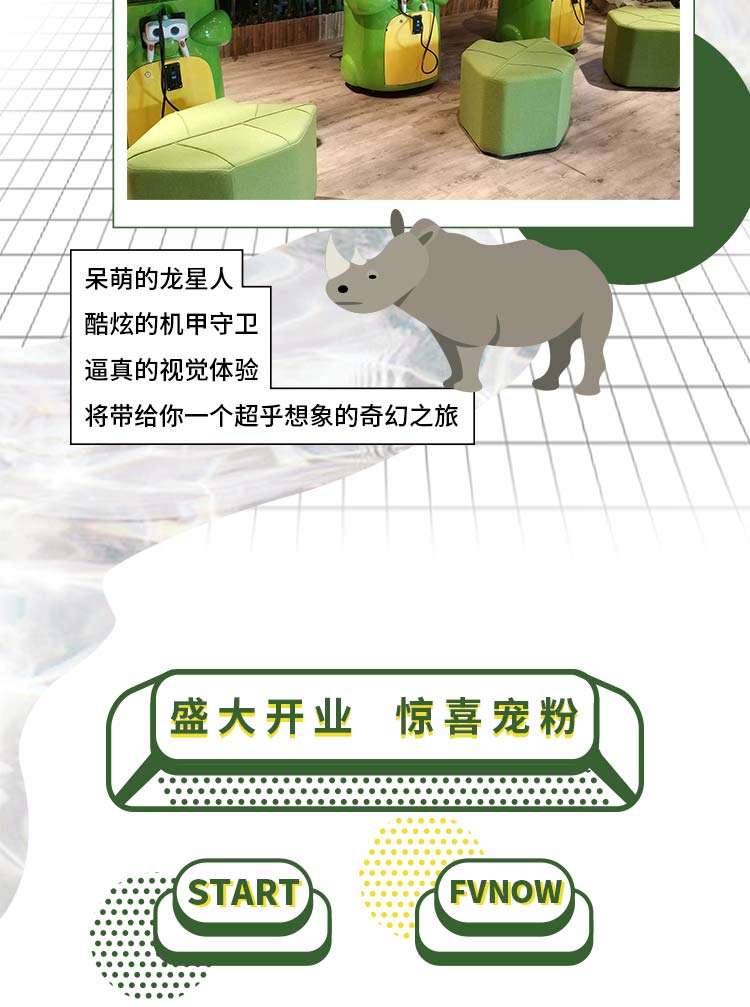 呆萌的龙星人
酷炫的机甲守卫
逼真的视觉体验
将带给你一个超乎想象的奇幻之旅
盛大开业 惊喜宠粉
START
FVNOW